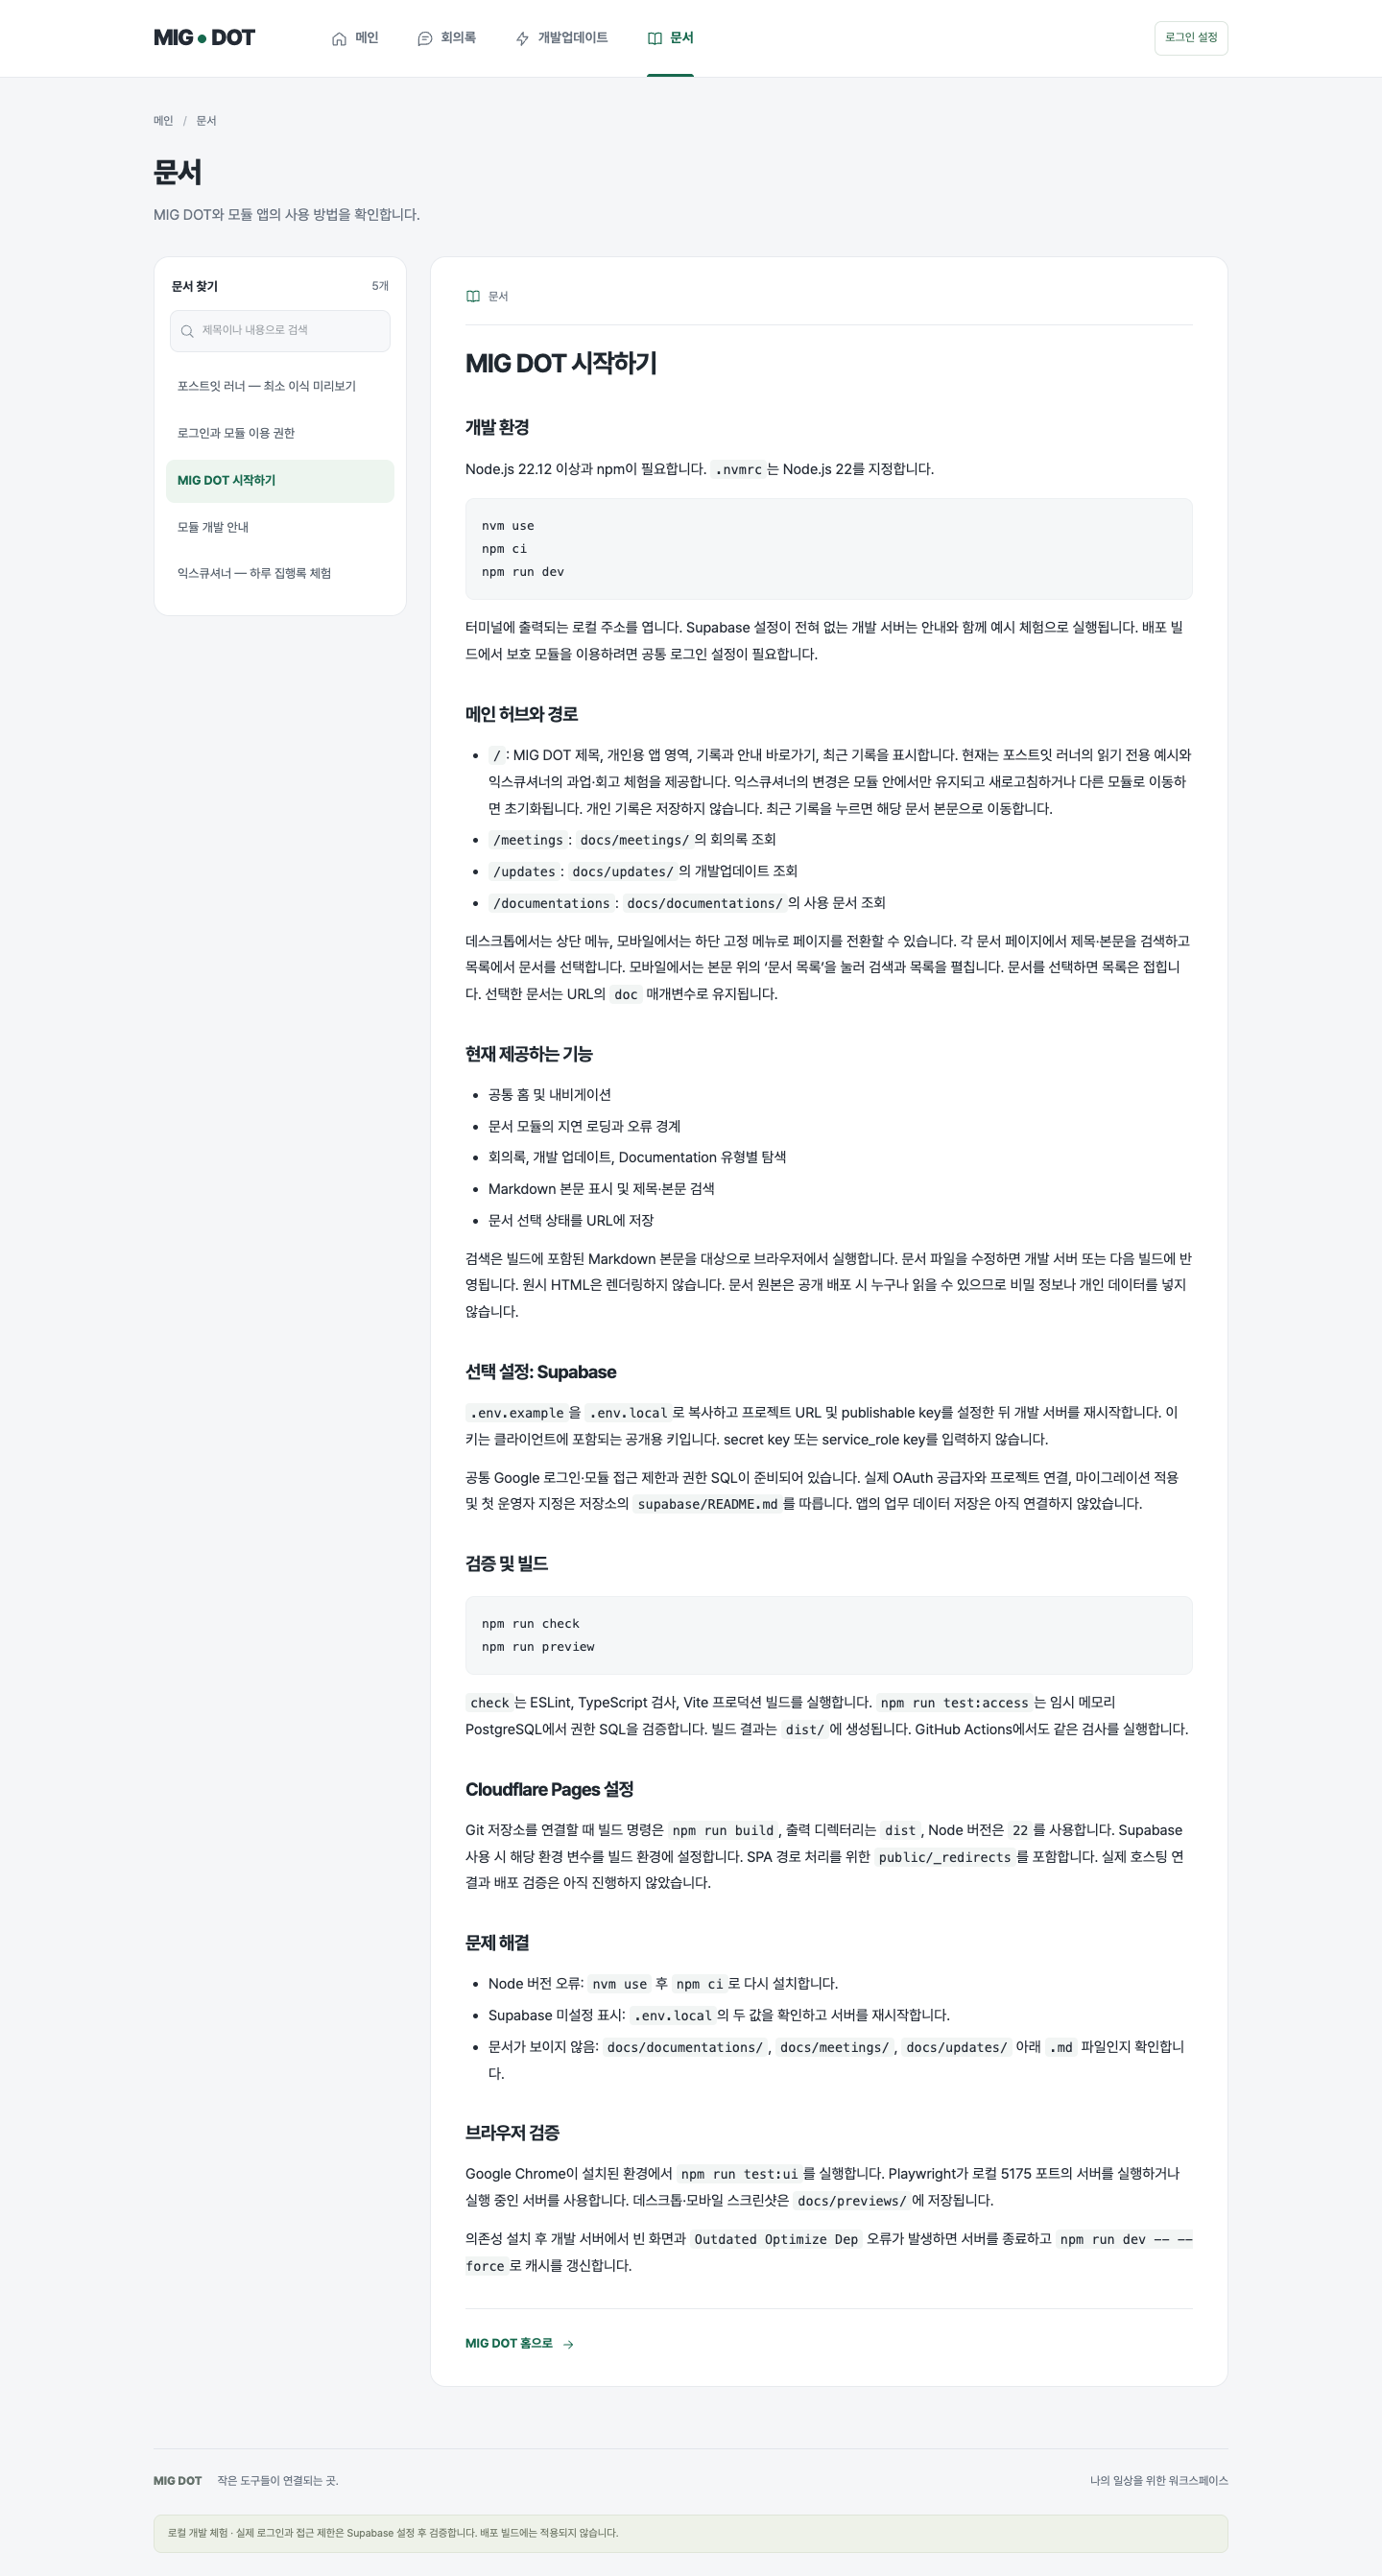 MIG DOT
메인
회의록
개발업데이트
문서
로그인 설정
메인 / 문서
문서
MIG DOT와 모듈 앱의 사용 방법을 확인합니다.
문서 찾기
5개
제목이나 내용으로 검색
포스트잇 러너 — 최소 이식 미리보기
로그인과 모듈 이용 권한
MIG DOT 시작하기
모듈 개발 안내
익스큐셔너 — 하루 집행록 체험
문서
MIG DOT 시작하기
개발 환경
Node.js 22.12 이상과 npm이 필요합니다. .nvmrc는 Node.js 22를 지정합니다.
nvm use
npm ci
npm run dev
터미널에 출력되는 로컬 주소를 엽니다. Supabase 설정이 전혀 없는 개발 서버는 안내와 함께 예시 체험으로 실행됩니다. 배포 빌
드에서 보호 모듈을 이용하려면 공통 로그인 설정이 필요합니다.
메인 허브와 경로
• /: MIG DOT 제목, 개인용 앱 영역, 기록과 안내 바로가기, 최근 기록을 표시합니다. 현재는 포스트잇 러너의 읽기 전용 예시와
익스큐셔너의 과업·회고 체험을 제공합니다. 익스큐셔너의 변경은 모듈 안에서만 유지되고 새로고침하거나 다른 모듈로 이동하
면 초기화됩니다. 개인 기록은 저장하지 않습니다. 최근 기록을 누르면 해당 문서 본문으로 이동합니다.
• /meetings: docs/meetings/의 회의록 조회
• /updates: docs/updates/의 개발업데이트 조회
• /documentations: docs/documentations/의 사용 문서 조회
데스크톱에서는 상단 메뉴, 모바일에서는 하단 고정 메뉴로 페이지를 전환할 수 있습니다. 각 문서 페이지에서 제목·본문을 검색하고
목록에서 문서를 선택합니다. 모바일에서는 본문 위의 ‘문서 목록’을 눌러 검색과 목록을 펼칩니다. 문서를 선택하면 목록은 접힙니
다. 선택한 문서는 URL의 doc 매개변수로 유지됩니다.
현재 제공하는 기능
• 공통 홈 및 내비게이션
• 문서 모듈의 지연 로딩과 오류 경계
• 회의록, 개발 업데이트, Documentation 유형별 탐색
• Markdown 본문 표시 및 제목·본문 검색
• 문서 선택 상태를 URL에 저장
검색은 빌드에 포함된 Markdown 본문을 대상으로 브라우저에서 실행합니다. 문서 파일을 수정하면 개발 서버 또는 다음 빌드에 반
영됩니다. 원시 HTML은 렌더링하지 않습니다. 문서 원본은 공개 배포 시 누구나 읽을 수 있으므로 비밀 정보나 개인 데이터를 넣지
않습니다.
선택 설정: Supabase
.env.example을 .env.local로 복사하고 프로젝트 URL 및 publishable key를 설정한 뒤 개발 서버를 재시작합니다. 이
키는 클라이언트에 포함되는 공개용 키입니다. secret key 또는 service_role key를 입력하지 않습니다.
공통 Google 로그인·모듈 접근 제한과 권한 SQL이 준비되어 있습니다. 실제 OAuth 공급자와 프로젝트 연결, 마이그레이션 적용
및 첫 운영자 지정은 저장소의 supabase/README.md를 따릅니다. 앱의 업무 데이터 저장은 아직 연결하지 않았습니다.
검증 및 빌드
npm run check
npm run preview
check는 ESLint, TypeScript 검사, Vite 프로덕션 빌드를 실행합니다. npm run test:access는 임시 메모리
PostgreSQL에서 권한 SQL을 검증합니다. 빌드 결과는 dist/에 생성됩니다. GitHub Actions에서도 같은 검사를 실행합니다.
Cloudflare Pages 설정
Git 저장소를 연결할 때 빌드 명령은 npm run build, 출력 디렉터리는 dist, Node 버전은 22를 사용합니다. Supabase
사용 시 해당 환경 변수를 빌드 환경에 설정합니다. SPA 경로 처리를 위한 public/_redirects를 포함합니다. 실제 호스팅 연
결과 배포 검증은 아직 진행하지 않았습니다.
문제 해결
• Node 버전 오류: nvm use 후 npm ci로 다시 설치합니다.
• Supabase 미설정 표시: .env.local의 두 값을 확인하고 서버를 재시작합니다.
• 문서가 보이지 않음: docs/documentations/, docs/meetings/, docs/updates/ 아래 .md 파일인지 확인합니
다.
브라우저 검증
Google Chrome이 설치된 환경에서 npm run test:ui를 실행합니다. Playwright가 로컬 5175 포트의 서버를 실행하거나
실행 중인 서버를 사용합니다. 데스크톱·모바일 스크린샷은 docs/previews/에 저장됩니다.
의존성 설치 후 개발 서버에서 빈 화면과 Outdated Optimize Dep 오류가 발생하면 서버를 종료하고 npm run dev -- --
force로 캐시를 갱신합니다.
MIG DOT 홈으로 →
MIG DOT 작은 도구들이 연결되는 곳.
나의 일상을 위한 워크스페이스
로컬 개발 체험 · 실제 로그인과 접근 제한은 Supabase 설정 후 검증합니다. 배포 빌드에는 적용되지 않습니다.